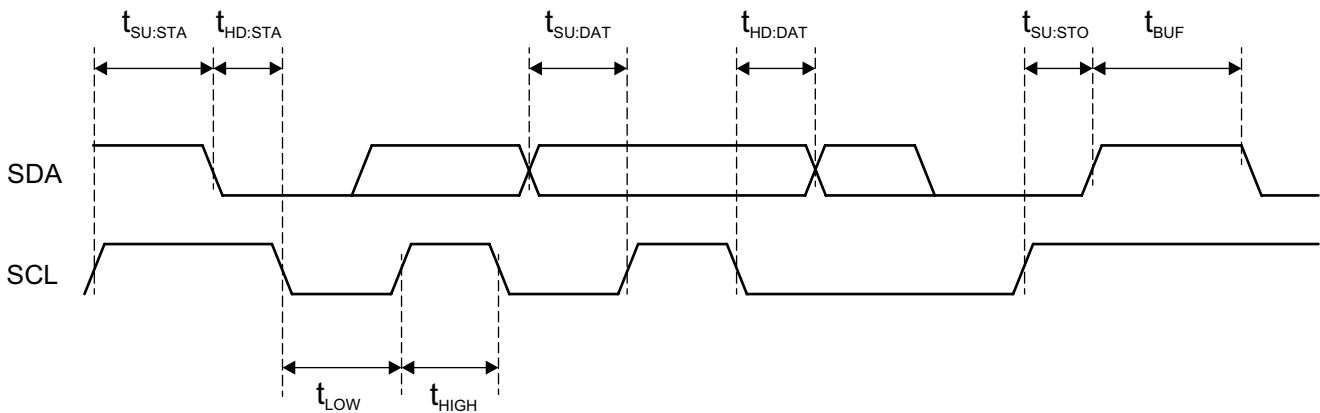 tSU:STA tHD:STA tSU:DAT tHD:DAT tSU:STO tBUF
SDA
SCL
tLOW tHIGH